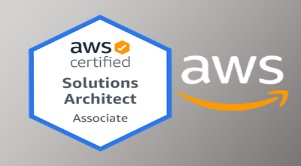 aws
certified
Solutions
Architect
Associate
aws